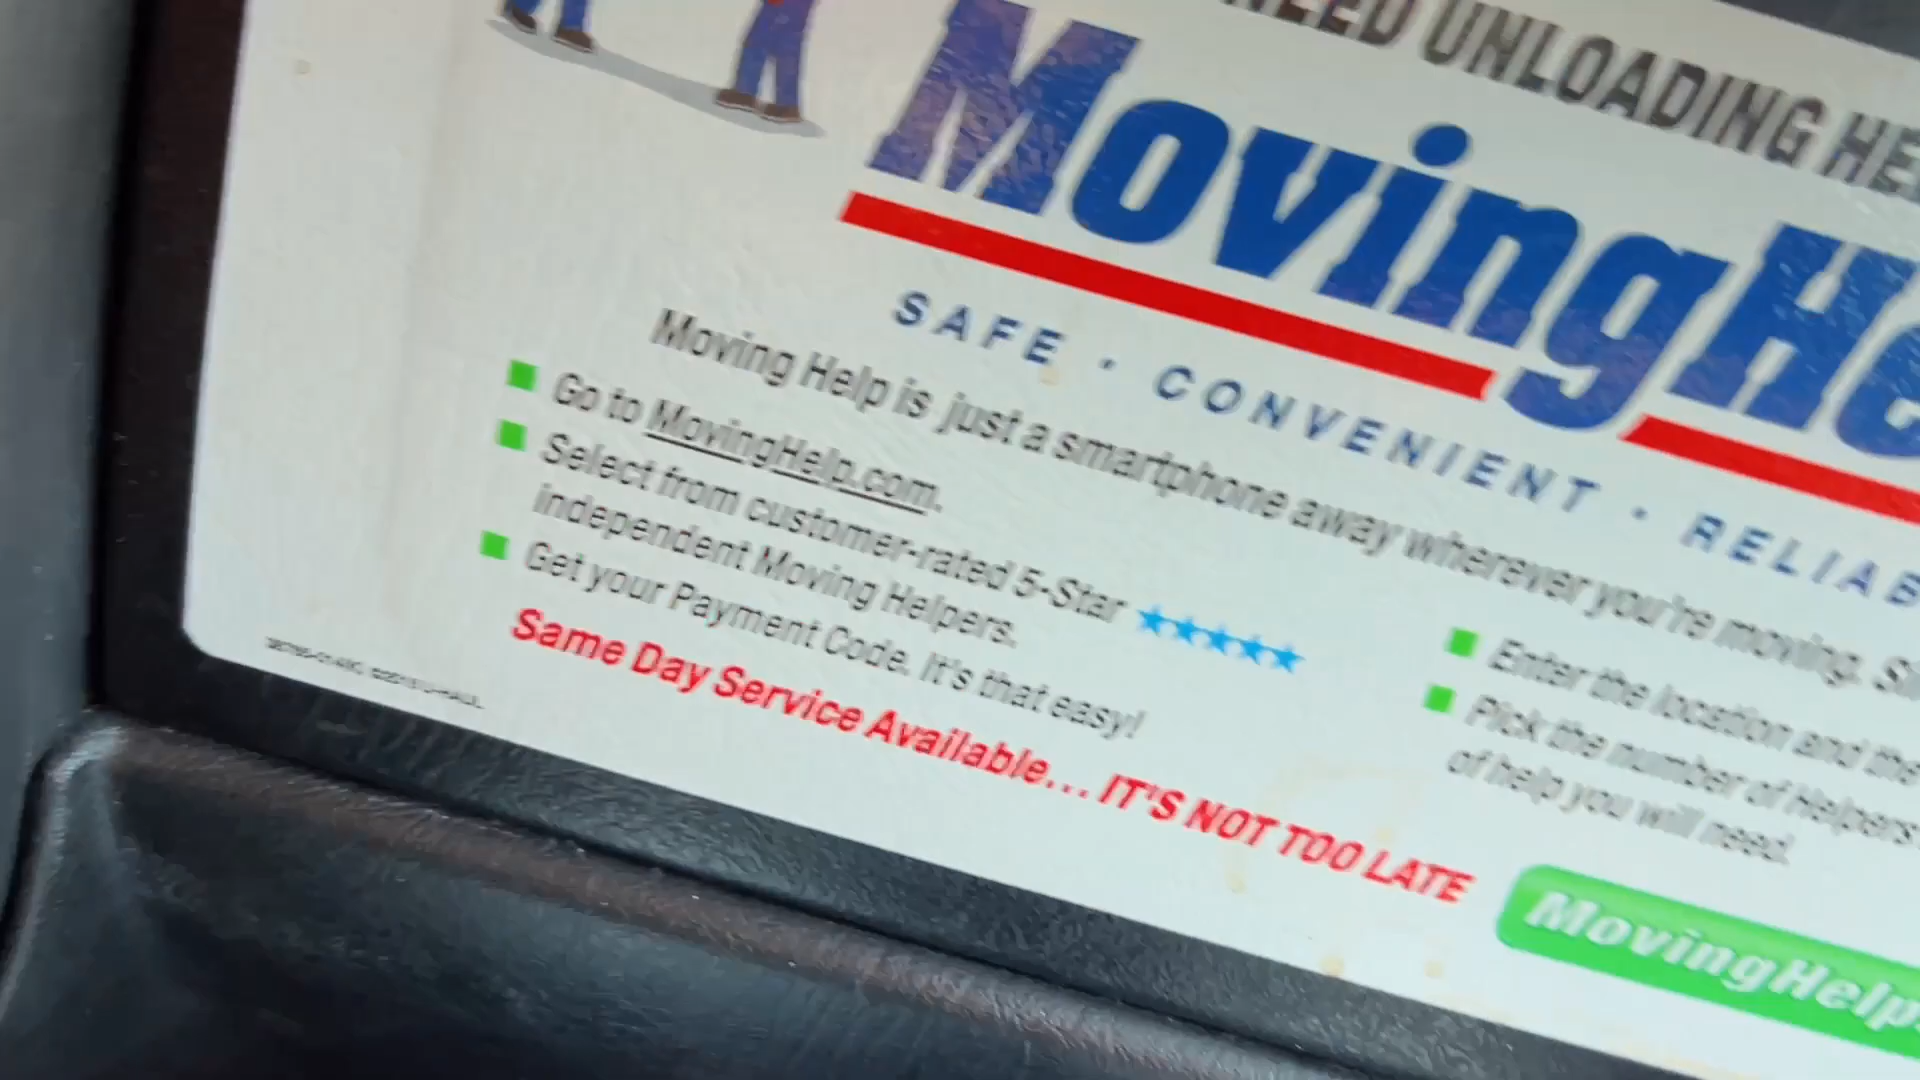 NEED UNLOADING
MovingHe
SAFE · CONVENIENT · RELIAB
Moving Help is just a smartphone away wherever you're moving.
Go to MovingHelp.com.
Select from customer-rated 5-Star ★★★★★
independent Moving Helpers.
Get your Payment Code. It's that easy!
Enter the location and the
Pick the number of Helpers
of help you will need.
Same Day Service Available... IT'S NOT TOO LATE
MovingHelp
U-HAUL